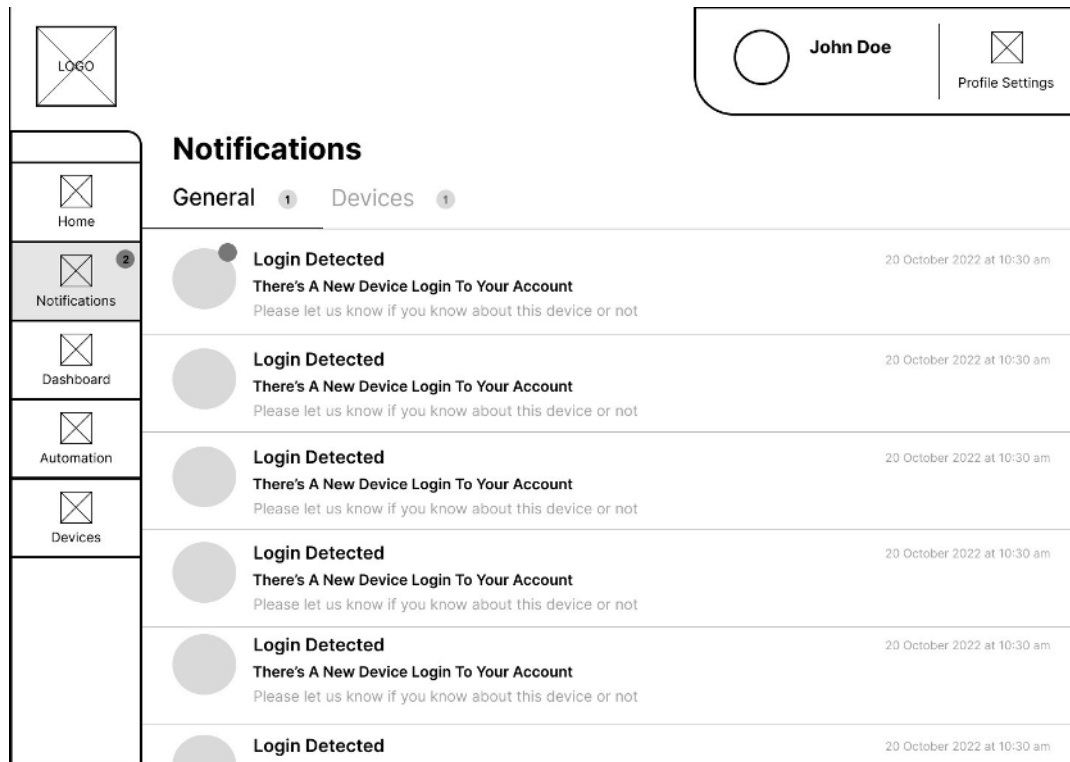 LOGO
John Doe
Profile Settings
Home
2
Notifications
Dashboard
Automation
Devices
Notifications
General 1 Devices 1
Login Detected 20 October 2022 at 10:30 am
There’s A New Device Login To Your Account
Please let us know if you know about this device or not
Login Detected 20 October 2022 at 10:30 am
There’s A New Device Login To Your Account
Please let us know if you know about this device or not
Login Detected 20 October 2022 at 10:30 am
There’s A New Device Login To Your Account
Please let us know if you know about this device or not
Login Detected 20 October 2022 at 10:30 am
There’s A New Device Login To Your Account
Please let us know if you know about this device or not
Login Detected 20 October 2022 at 10:30 am
There’s A New Device Login To Your Account
Please let us know if you know about this device or not
Login Detected 20 October 2022 at 10:30 am